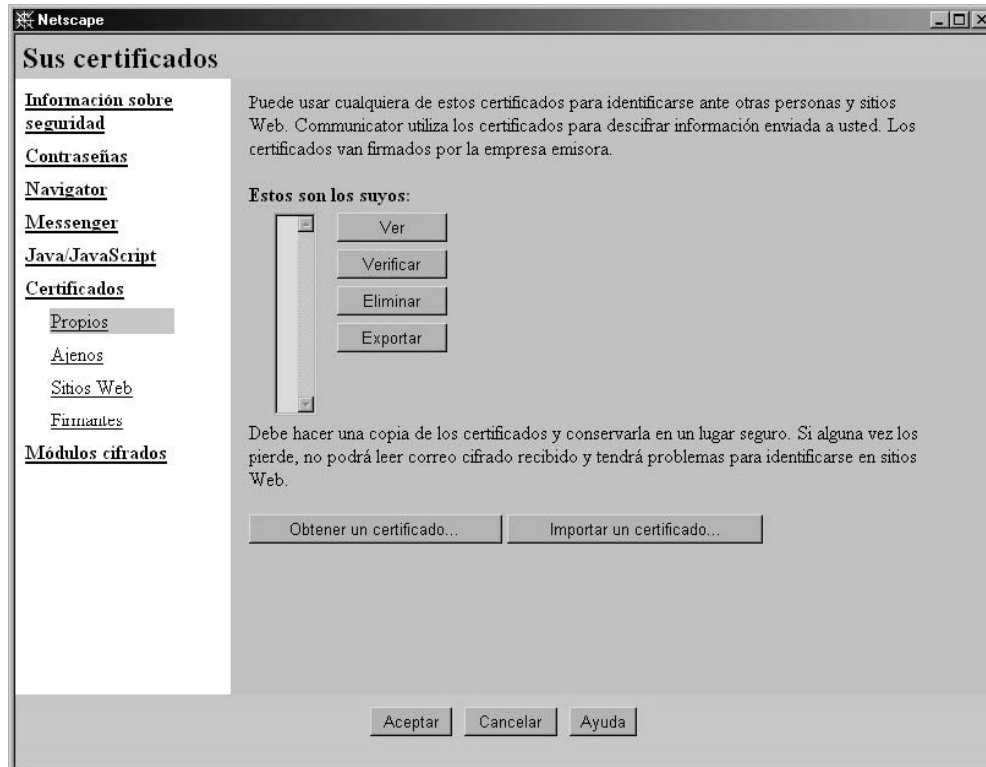 Netscape
Sus certificados
Información sobre
seguridad
Contraseñas
Navigator
Messenger
Java/JavaScript
Certificados
Propios
Ajenos
Sitios Web
Firmantes
Módulos cifrados
Puede usar cualquiera de estos certificados para identificarse ante otras personas y sitios
Web. Communicator utiliza los certificados para descifrar información enviada a usted. Los
certificados van firmados por la empresa emisora.
Estos son los suyos:
Ver
Verificar
Eliminar
Exportar
Debe hacer una copia de los certificados y conservarla en un lugar seguro. Si alguna vez los
pierde, no podrá leer correo cifrado recibido y tendrá problemas para identificarse en sitios
Web.
Obtener un certificado... Importar un certificado...
Aceptar Cancelar Ayuda